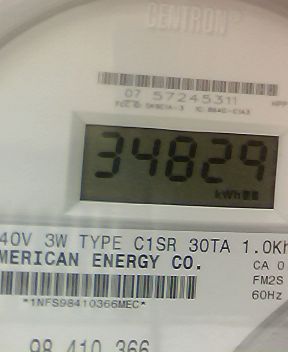 CENTRON®
07 57245311
34829
kWh
40V 3W TYPE C1SR 30TA 1.0Kh
MERICAN ENERGY CO.
CA 0
FM2S
60Hz
*1NFS98410366MEC*
98 410 366